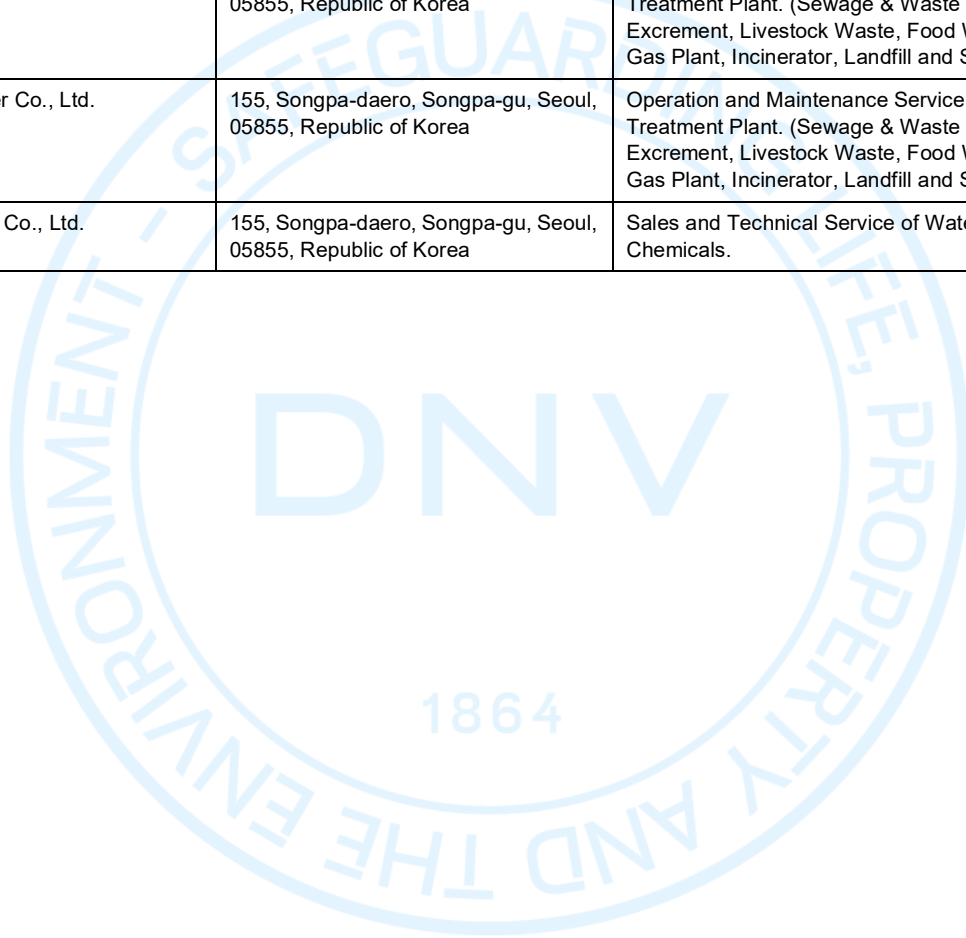 05855, Republic of Korea
Treatment Plant. (Sewage & Waste
Excrement, Livestock Waste, Food
Gas Plant, Incinerator, Landfill and
Co., Ltd.
155, Songpa-daero, Songpa-gu, Seoul,
05855, Republic of Korea
Operation and Maintenance Service
Treatment Plant. (Sewage & Waste
Excrement, Livestock Waste, Food
Gas Plant, Incinerator, Landfill and
Co., Ltd.
155, Songpa-daero, Songpa-gu, Seoul,
05855, Republic of Korea
Sales and Technical Service of
Chemicals.
SAFEGUARDING LIFE, PROPERTY AND THE ENVIRONMENT –
DNV
1864